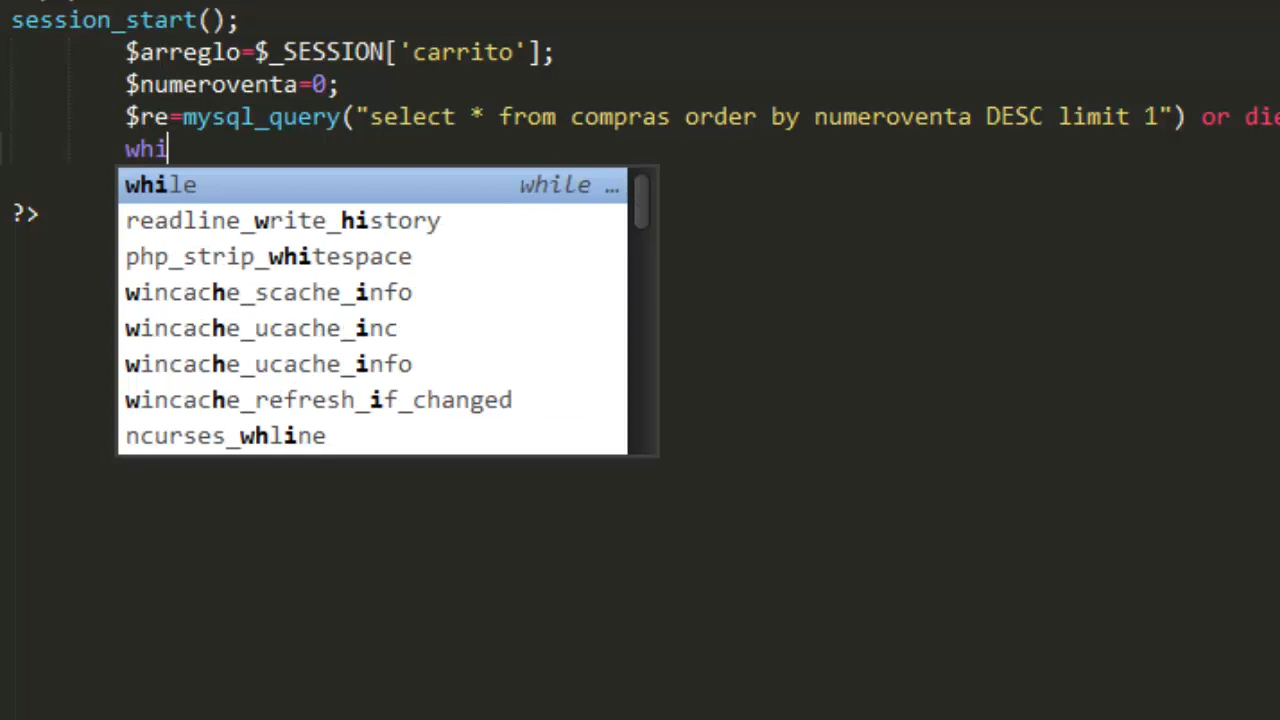 session_start();
$arreglo=$_SESSION['carrito'];
$numeroventa=0;
$re=mysql_query("select * from compras order by numeroventa DESC limit 1") or die
whi
while while …
readline_write_history
php_strip_whitespace
wincache_scache_info
wincache_ucache_inc
wincache_ucache_info
wincache_refresh_if_changed
ncurses_whline
?>